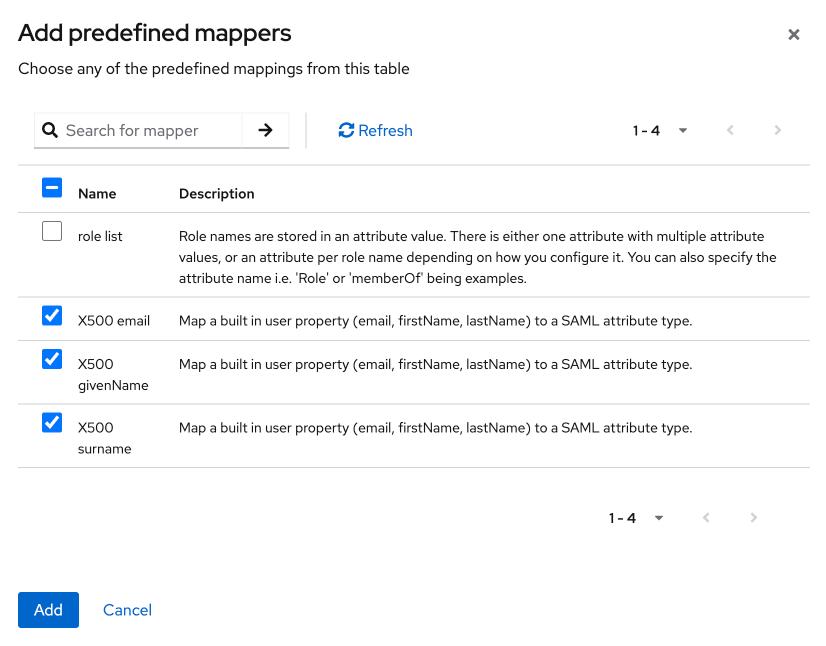 Add predefined mappers
Choose any of the predefined mappings from this table
Search for mapper
Refresh
1 - 4
Name Description
role list
Role names are stored in an attribute value. There is either one attribute with multiple attribute
values, or an attribute per role name depending on how you configure it. You can also specify the
attribute name i.e. 'Role' or 'memberOf' being examples.
X500 email
Map a built in user property (email, firstName, lastName) to a SAML attribute type.
X500
givenName
Map a built in user property (email, firstName, lastName) to a SAML attribute type.
X500
surname
Map a built in user property (email, firstName, lastName) to a SAML attribute type.
1 - 4
Add
Cancel